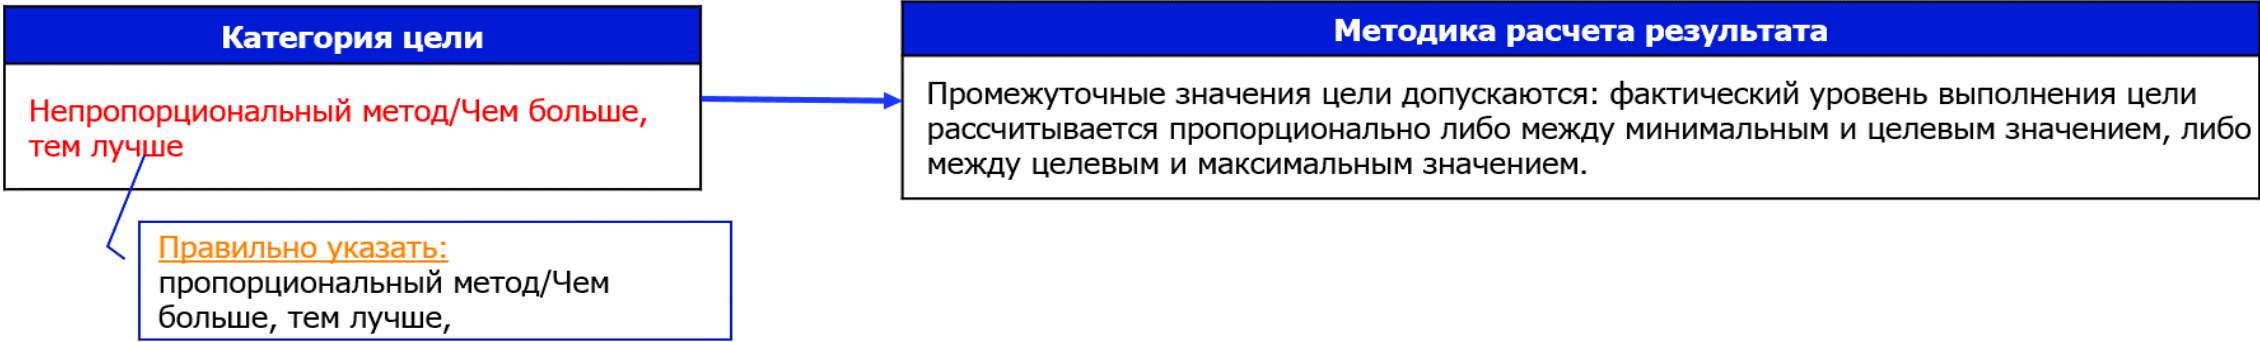 Категория цели
Непропорциональный метод/Чем больше,
тем лучше
Правильно указать:
пропорциональный метод/Чем
больше, тем лучше,
Методика расчета результата
Промежуточные значения цели допускаются: фактический уровень выполнения цели
рассчитывается пропорционально либо между минимальным и целевым значением, либо
между целевым и максимальным значением.